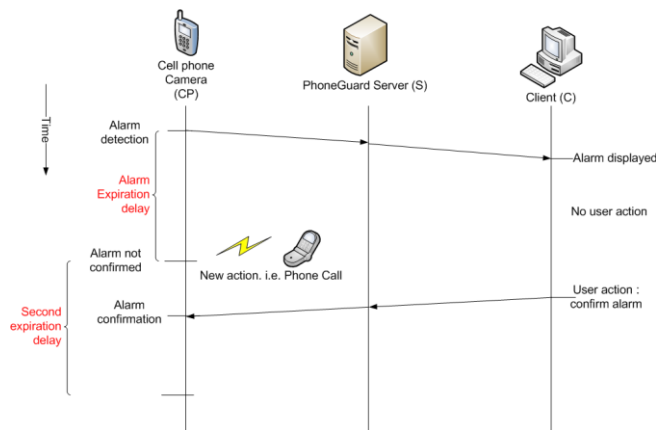 Cell phone
Camera
(CP)
PhoneGuard Server (S)
Client (C)
Time
Alarm
detection
Alarm displayed
Alarm
Expiration
delay
No user action
Alarm not
confirmed
New action. i.e. Phone Call
User action :
confirm alarm
Alarm
confirmation
Second
expiration
delay